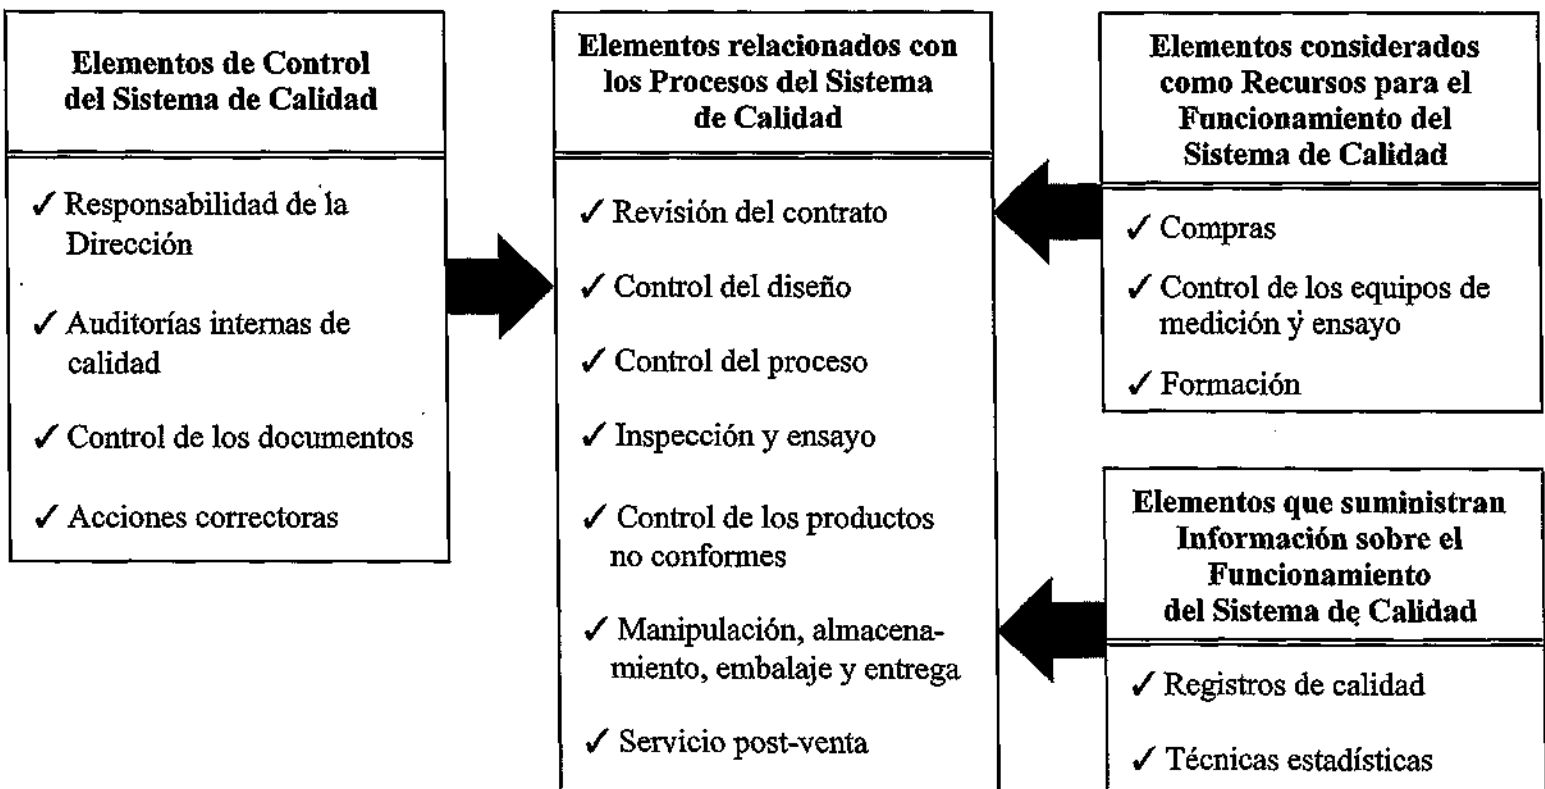 Elementos de Control
del Sistema de Calidad
✓ Responsabilidad de la
Dirección
✓ Auditorías internas de
calidad
✓ Control de los documentos
✓ Acciones correctoras
Elementos relacionados con
los Procesos del Sistema
de Calidad
✓ Revisión del contrato
✓ Control del diseño
✓ Control del proceso
✓ Inspección y ensayo
✓ Control de los productos
no conformes
✓ Manipulación, almacena-
miento, embalaje y entrega
✓ Servicio post-venta
Elementos considerados
como Recursos para el
Funcionamiento del
Sistema de Calidad
✓ Compras
✓ Control de los equipos de
medición y ensayo
✓ Formación
Elementos que suministran
Información sobre el
Funcionamiento
del Sistema de Calidad
✓ Registros de calidad
✓ Técnicas estadísticas